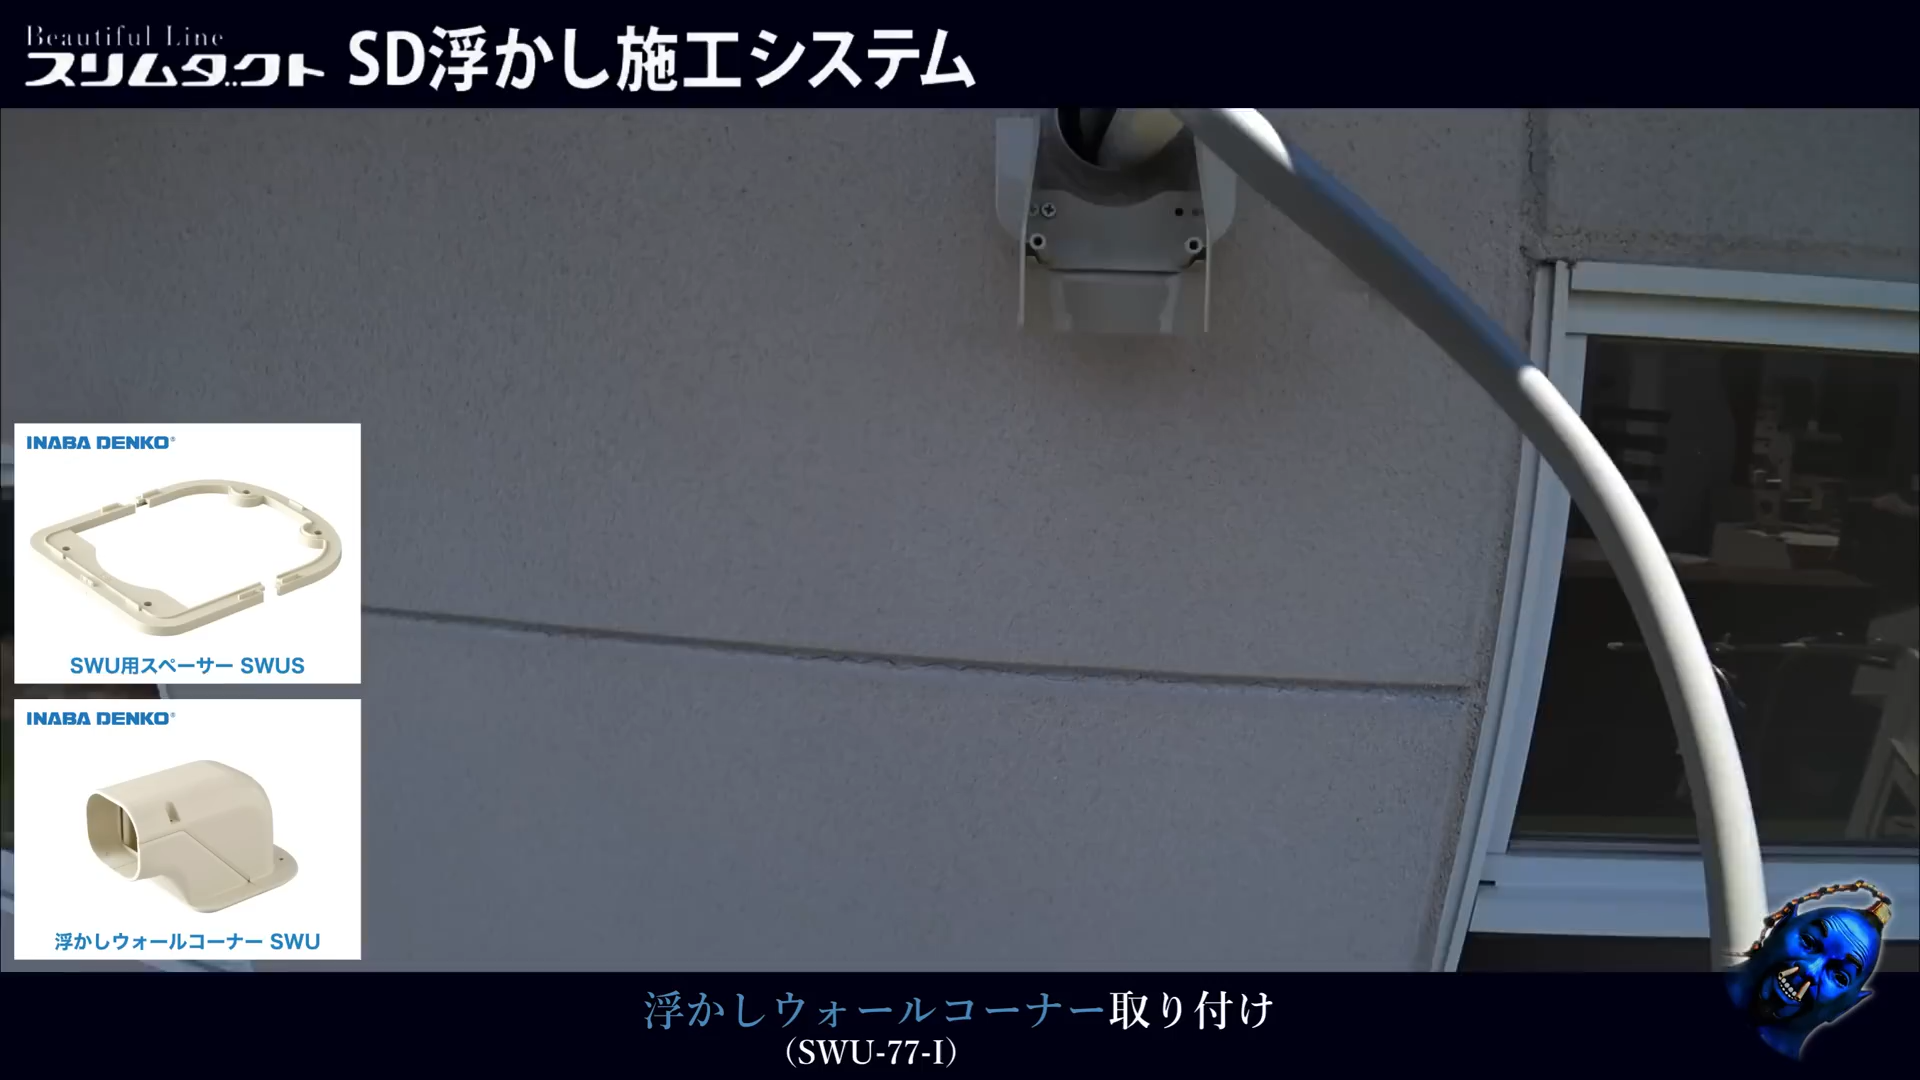 Beautiful Line
スリムダクト SD浮かし施工システム
INABA DENKO®
SWU用スペーサー SWUS
INABA DENKO®
浮かしウォールコーナー SWU
浮かしウォールコーナー取り付け
(SWU-77-I)